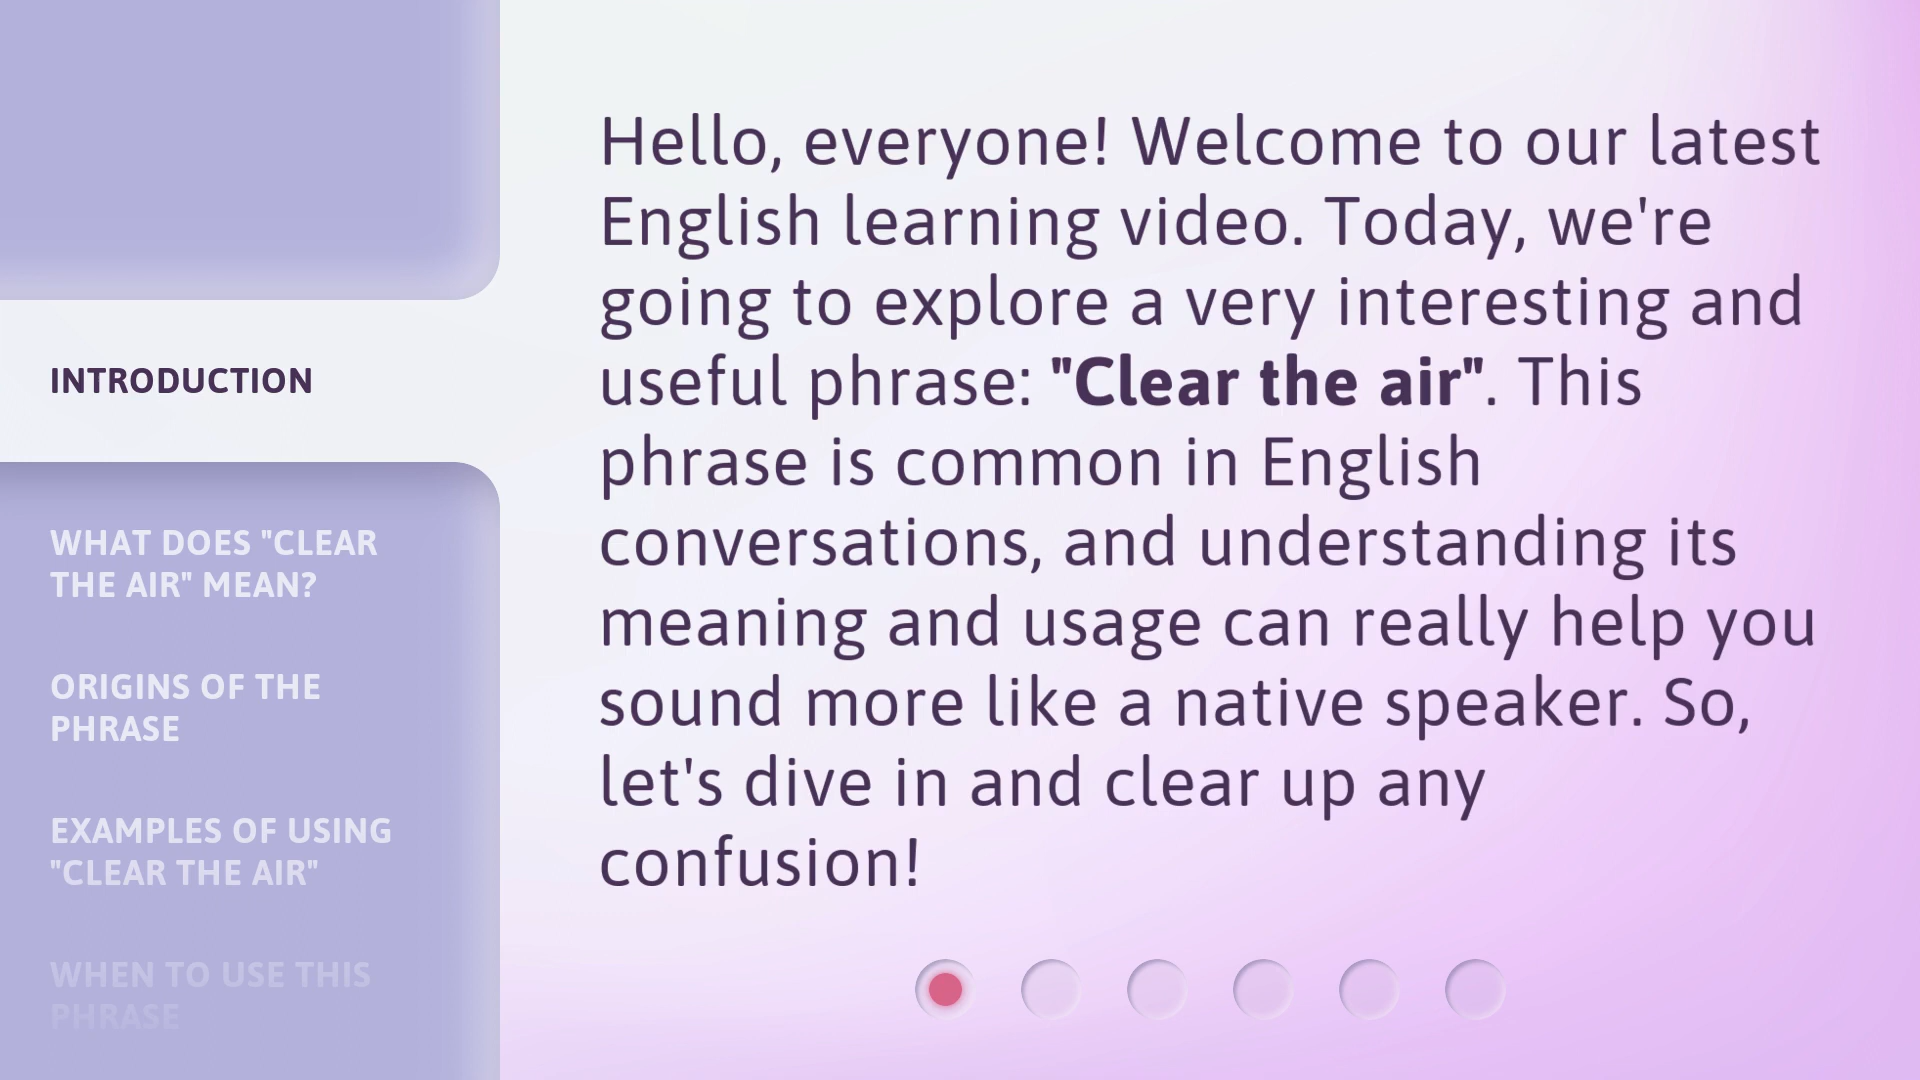 INTRODUCTION
WHAT DOES "CLEAR
THE AIR" MEAN?
ORIGINS OF THE
PHRASE
EXAMPLES OF USING
"CLEAR THE AIR"
WHEN TO USE THIS
PHRASE
Hello, everyone! Welcome to our latest
English learning video. Today, we're
going to explore a very interesting and
useful phrase: "Clear the air". This
phrase is common in English
conversations, and understanding its
meaning and usage can really help you
sound more like a native speaker. So,
let's dive in and clear up any
confusion!